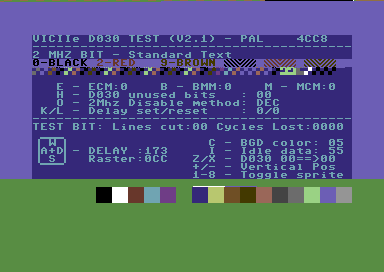 VICIIe D030 TEST (V2.1) - PAL    4CC8
2 MHZ BIT - Standard Text
0-BLACK 2-RED   9-BROWN
E - ECM:0   B - BMM:0   M - MCM:0
H - D030 unused bits   : 00
O - 2Mhz Disable method: DEC
K/L - Delay set/reset    : 0/0
TEST BIT: Lines cut:00 Cycles Lost:0000
W           C - BGD color: 05
A+D - DELAY :173   I - Idle data: 55
S   Raster:0CC   Z/X - D030 00==>00
+/- - Vertical Pos
1-8 - Toggle sprite